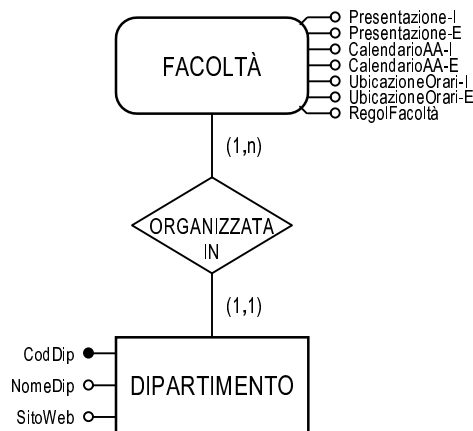 Presentazione-I
Presentazione-E
CalendarioAA-I
FACOLTÀ
CalendarioAA-E
UbicazioneOrari-I
UbicazioneOrari-E
RegolFacoltà
(1,n)
ORGANIZZATA
IN
(1,1)
CodDip
NomeDip
DIPARTIMENTO
SitoWeb